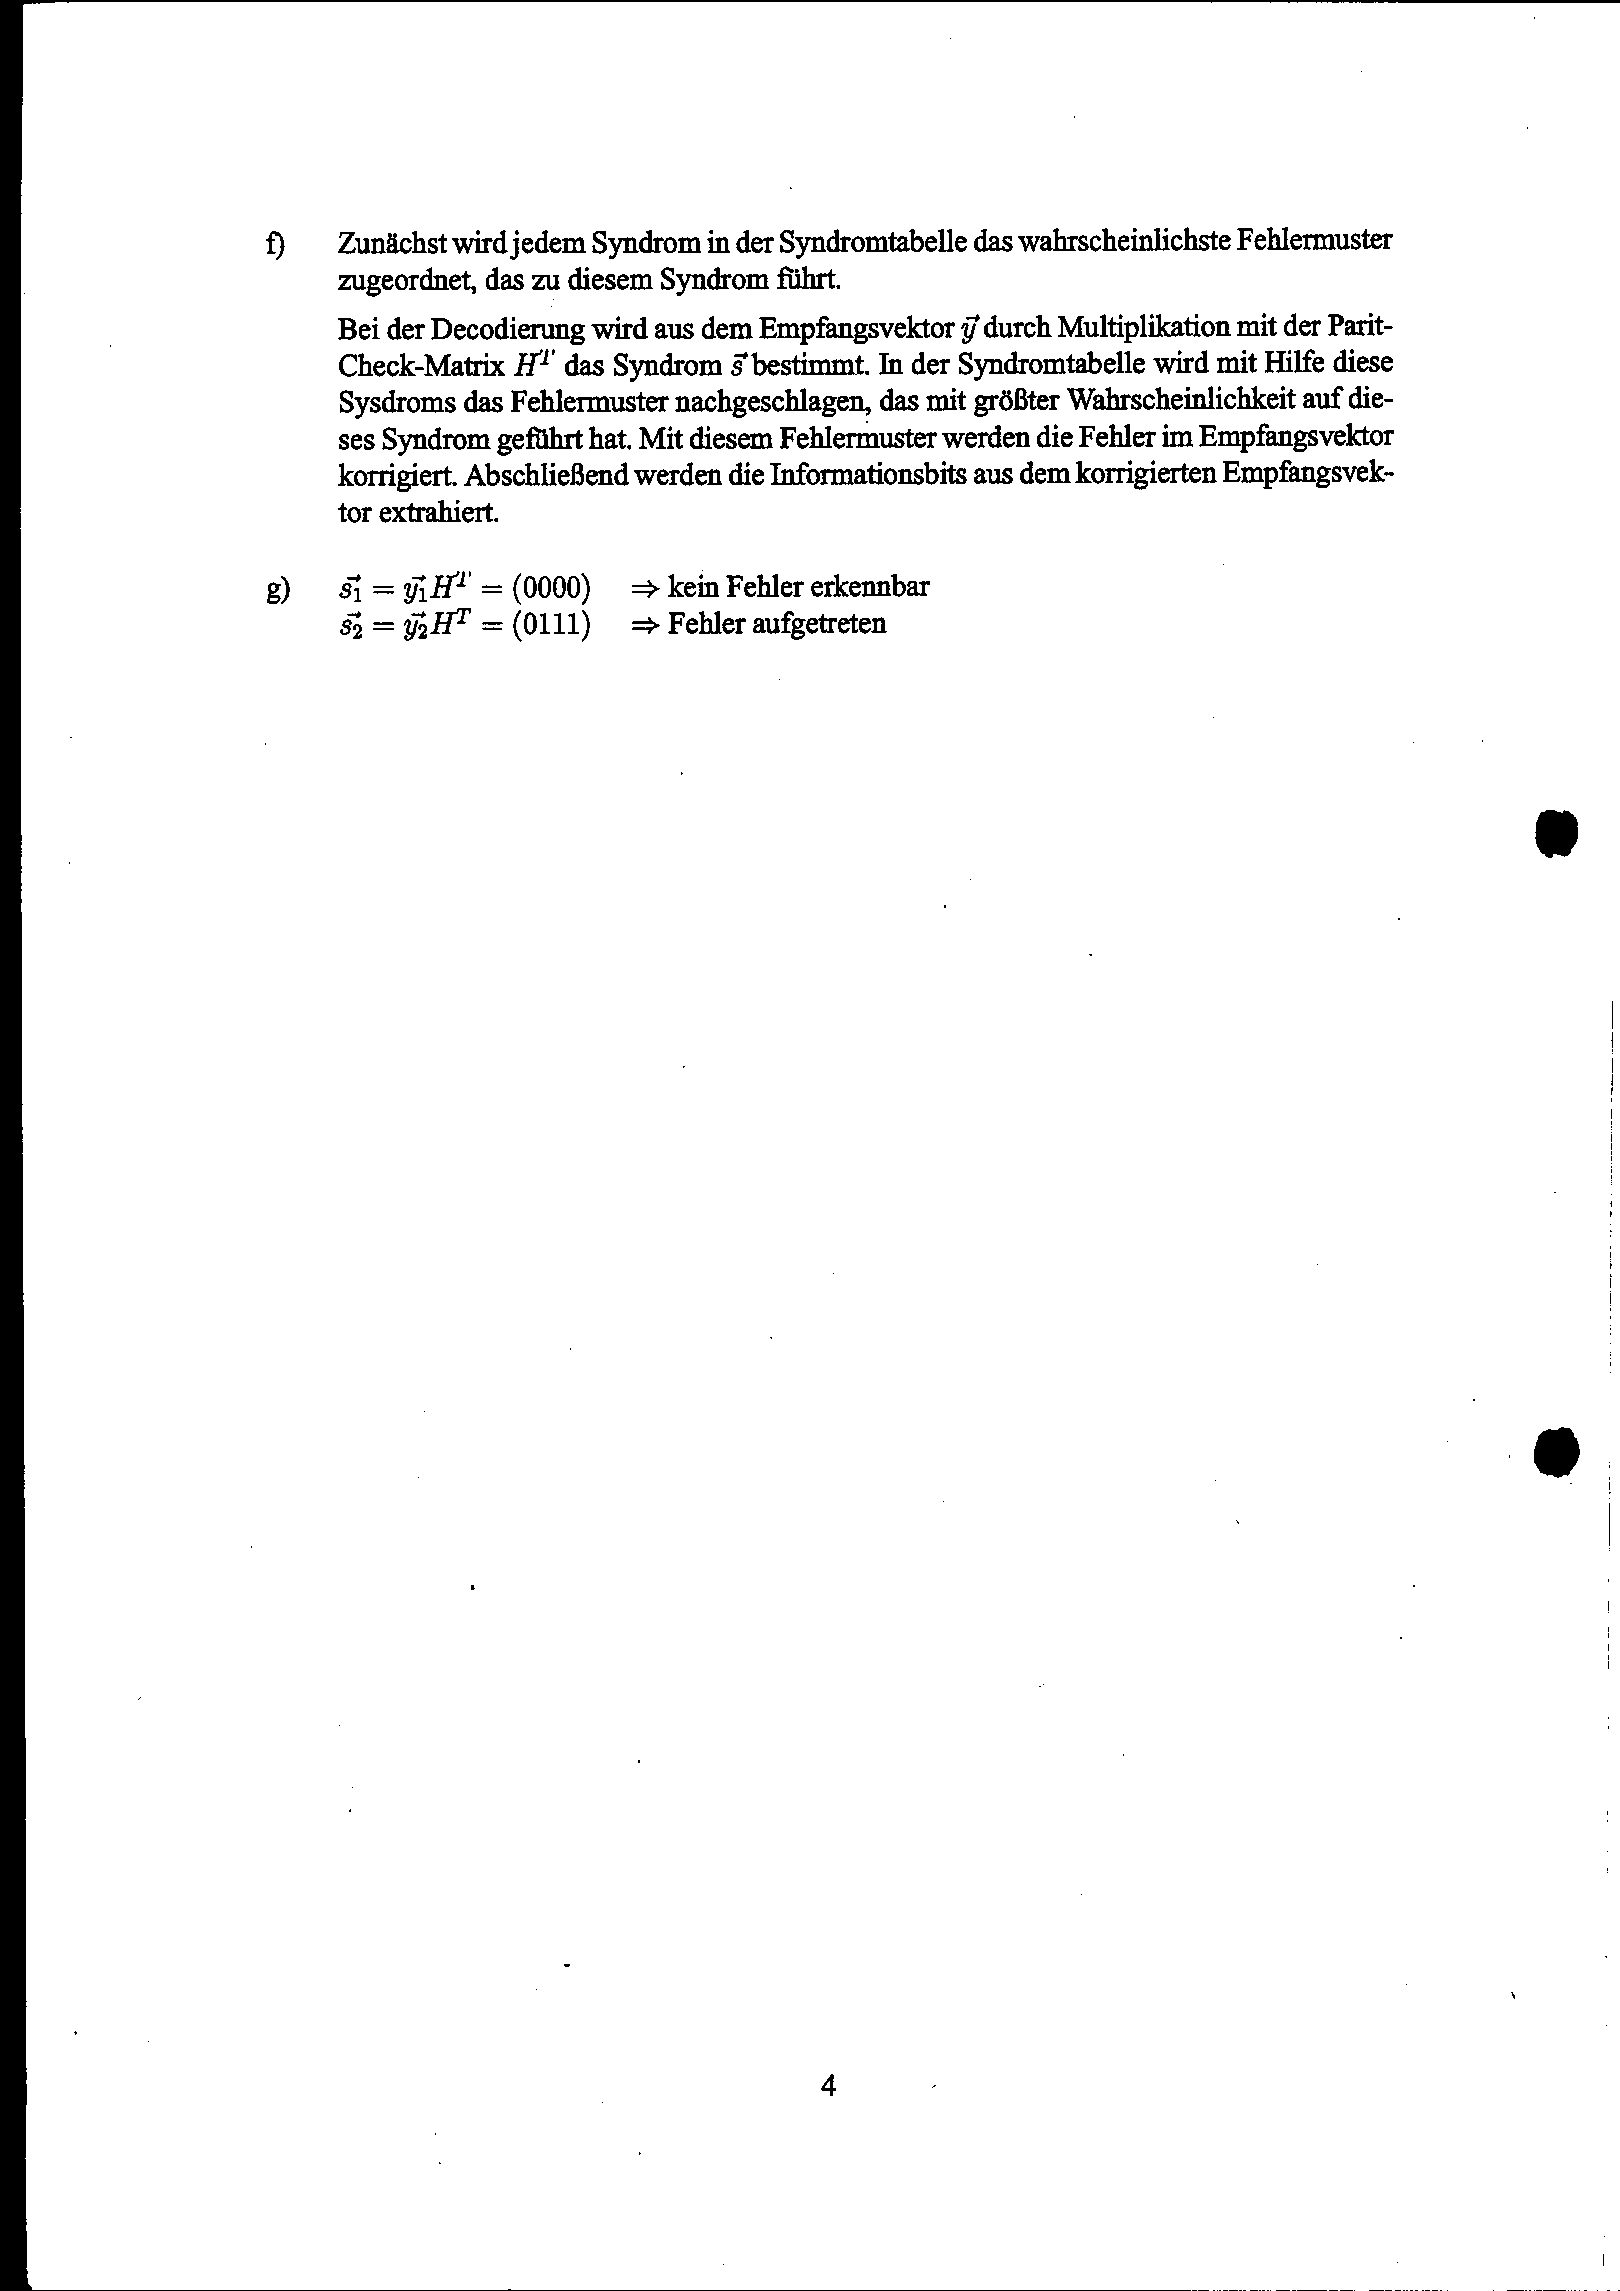 f) Zunächst wird jedem Syndrom in der Syndromtabelle das wahrscheinlichste Fehlermuster
zugeordnet, das zu diesem Syndrom führt.
Bei der Decodierung wird aus dem Empfangsvektor $\vec{y}$ durch Multiplikation mit der Parit-
Check-Matrix $H^T$ das Syndrom $\vec{s}$ bestimmt. In der Syndromtabelle wird mit Hilfe diese
Sysdroms das Fehlermuster nachgeschlagen, das mit größter Wahrscheinlichkeit auf die-
ses Syndrom geführt hat. Mit diesem Fehlermuster werden die Fehler im Empfangsvektor
korrigiert. Abschließend werden die Informationsbits aus dem korrigierten Empfangsvek-
tor extrahiert.
g) $\vec{s_1} = \vec{y_1}H^T = (0000)$ ⇒ kein Fehler erkennbar
$\vec{s_2} = \vec{y_2}H^T = (0111)$ ⇒ Fehler aufgetreten
4